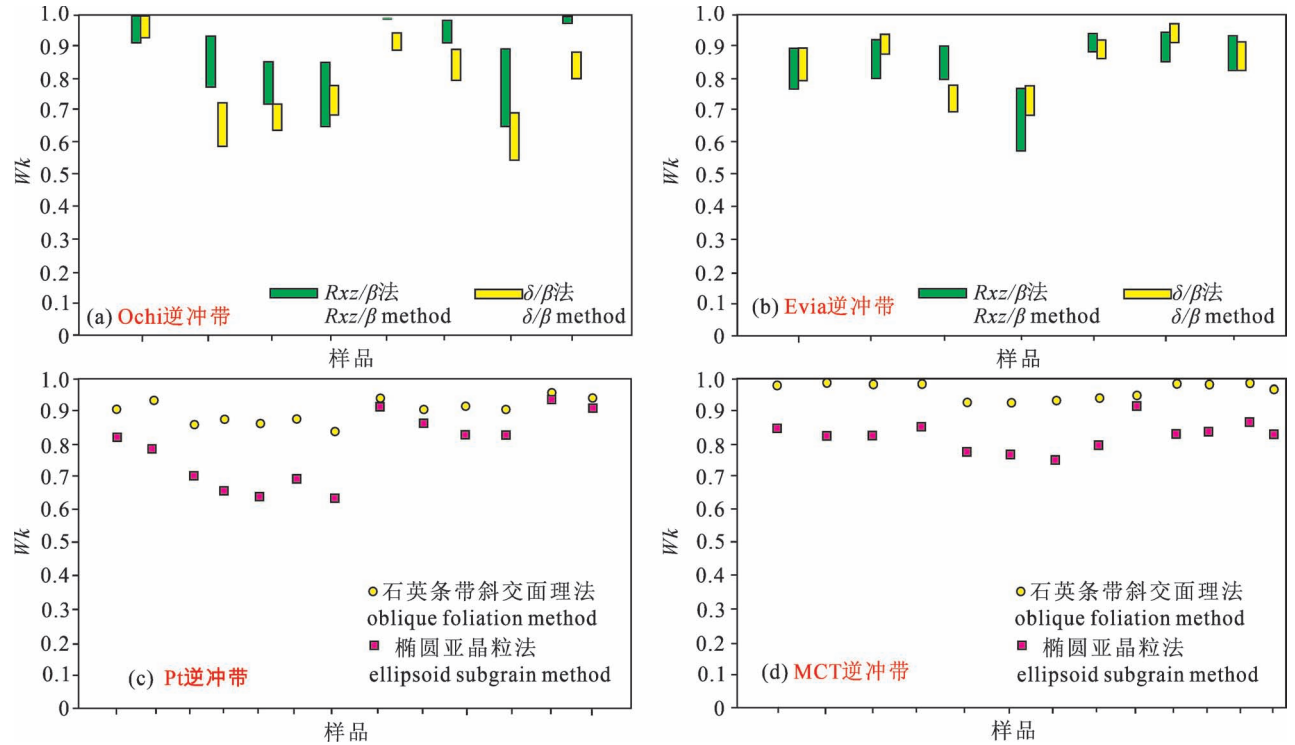 1.0
0.9
0.8
0.7
0.6
0.5
0.4
0.3
0.2
0.1
0
Wk
(a) Ochi逆冲带
Rxz/β法
Rxz/β method
δ/β法
δ/β method
样品
1.0
0.9
0.8
0.7
0.6
0.5
0.4
0.3
0.2
0.1
0
Wk
(b) Evia逆冲带
Rxz/β法
Rxz/β method
δ/β法
δ/β method
样品
1.0
0.9
0.8
0.7
0.6
0.5
0.4
0.3
0.2
0.1
0
Wk
石英条带斜交面理法
oblique foliation method
椭圆亚晶粒法
ellipsoid subgrain method
(c) Pt逆冲带
样品
1.0
0.9
0.8
0.7
0.6
0.5
0.4
0.3
0.2
0.1
0
Wk
石英条带斜交面理法
oblique foliation method
椭圆亚晶粒法
ellipsoid subgrain method
(d) MCT逆冲带
样品